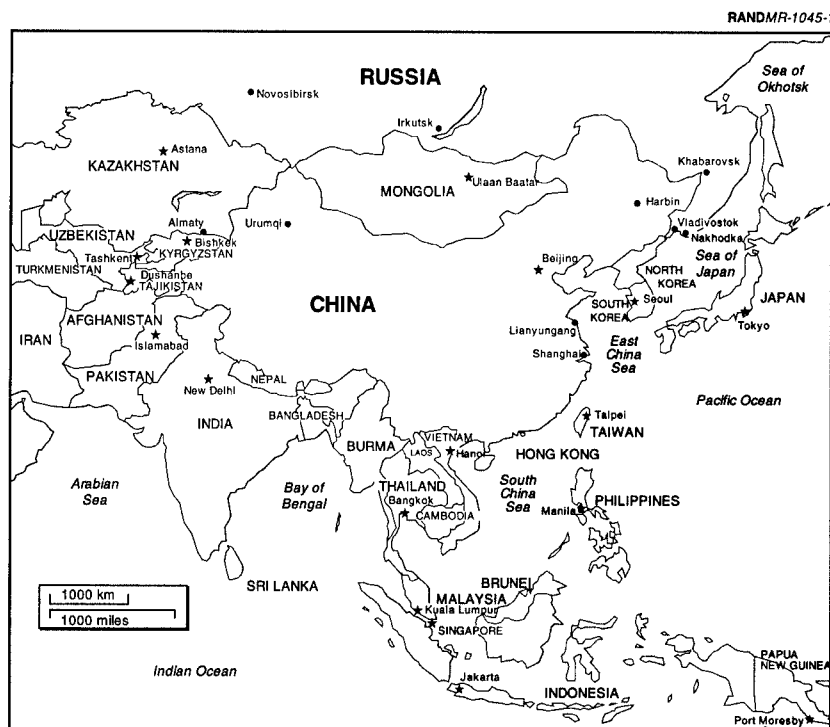 RANDMR-1045-1
RUSSIA
Sea of
Okhotsk
Novosibirsk
Irkutsk
Astana
KAZAKHSTAN
Khabarovsk
MONGOLIA
Ulaan Baatar
Harbin
Almaty
Urumqi
Vladivostok
UZBEKISTAN
Bishkek
Nakhodka
Tashkent
KYRGYZSTAN
Beijing
Sea of
Japan
TURKMENISTAN
Dushanbe
TAJIKISTAN
NORTH
KOREA
CHINA
SOUTH
KOREA
Seoul
JAPAN
AFGHANISTAN
Lianyungang
Tokyo
IRAN
Islamabad
East
China
Sea
Shanghai
PAKISTAN
NEPAL
New Delhi
Pacific Ocean
BANGLADESH
Taipei
INDIA
TAIWAN
BURMA
VIETNAM
LAOS
Hanoi
HONG KONG
Arabian
Sea
Bay of
Bengal
THAILAND
South
China
Sea
Bangkok
PHILIPPINES
CAMBODIA
Manila
SRI LANKA
BRUNEI
1000 km
MALAYSIA
1000 miles
Kuala Lumpur
SINGAPORE
PAPUA
NEW GUINEA
Indian Ocean
Jakarta
INDONESIA
Port Moresby